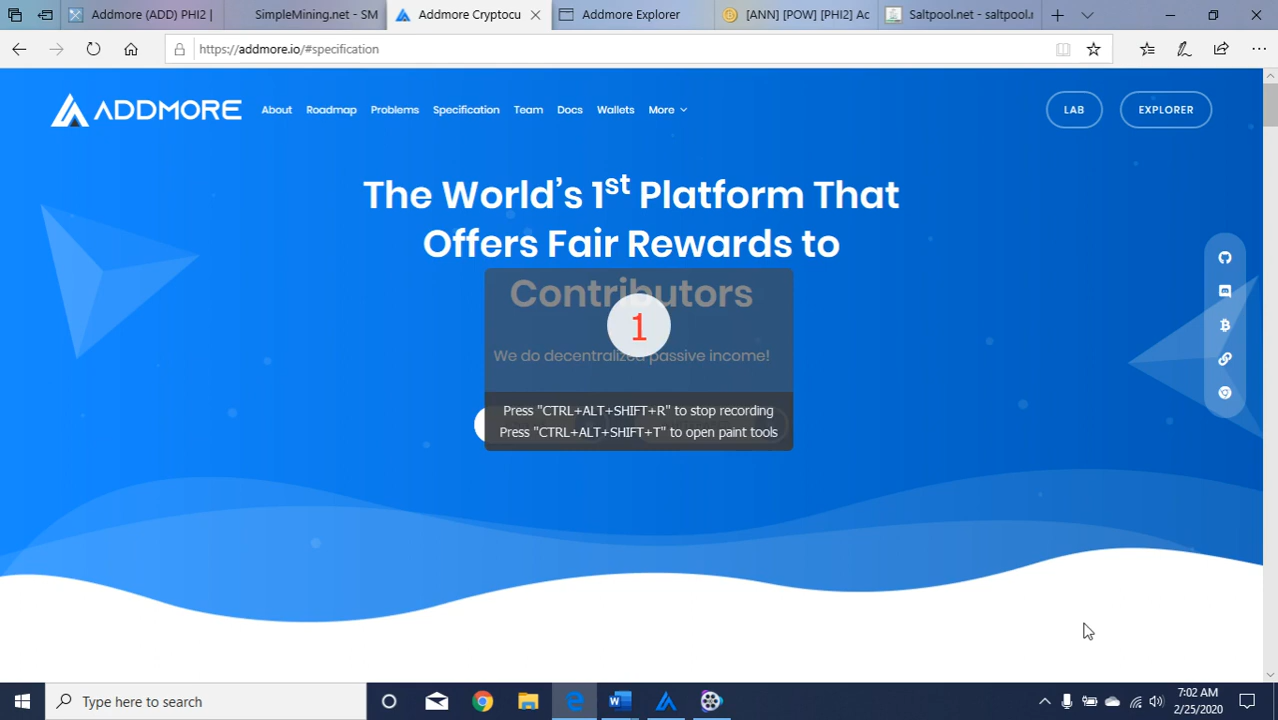 Addmore (ADD) PHI2 |
SimpleMining.net - SM
Addmore Cryptocu
Addmore Explorer
[ANN] [POW] [PHI2] Ac
Saltpool.net - saltpool.r
https://addmore.io/#specification
ADDMORE
About
Roadmap
Problems
Specification
Team
Docs
Wallets
More
LAB
EXPLORER
The World's 1st Platform That
Offers Fair Rewards to
Contributors
1
We do decentralized passive income!
Press "CTRL+ALT+SHIFT+R" to stop recording
Press "CTRL+ALT+SHIFT+T" to open paint tools
Type here to search
7:02 AM
2/25/2020